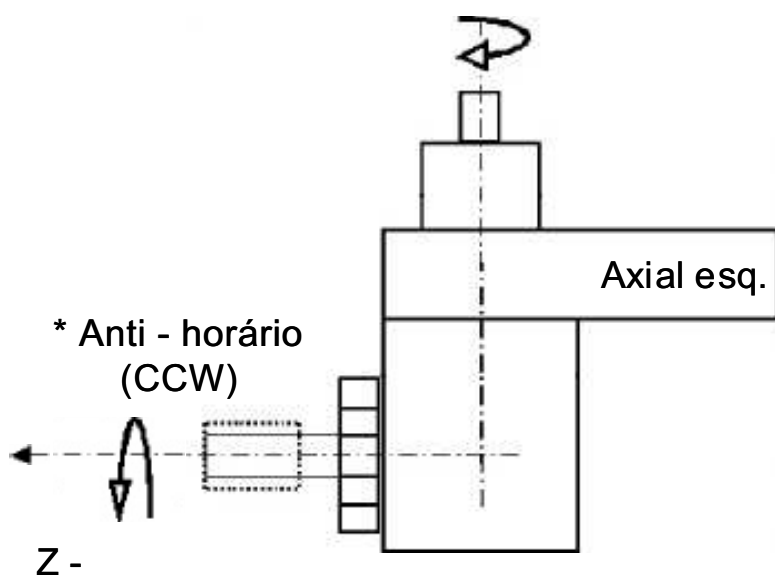 Axial esq.
* Anti - horário
(CCW)
Z -